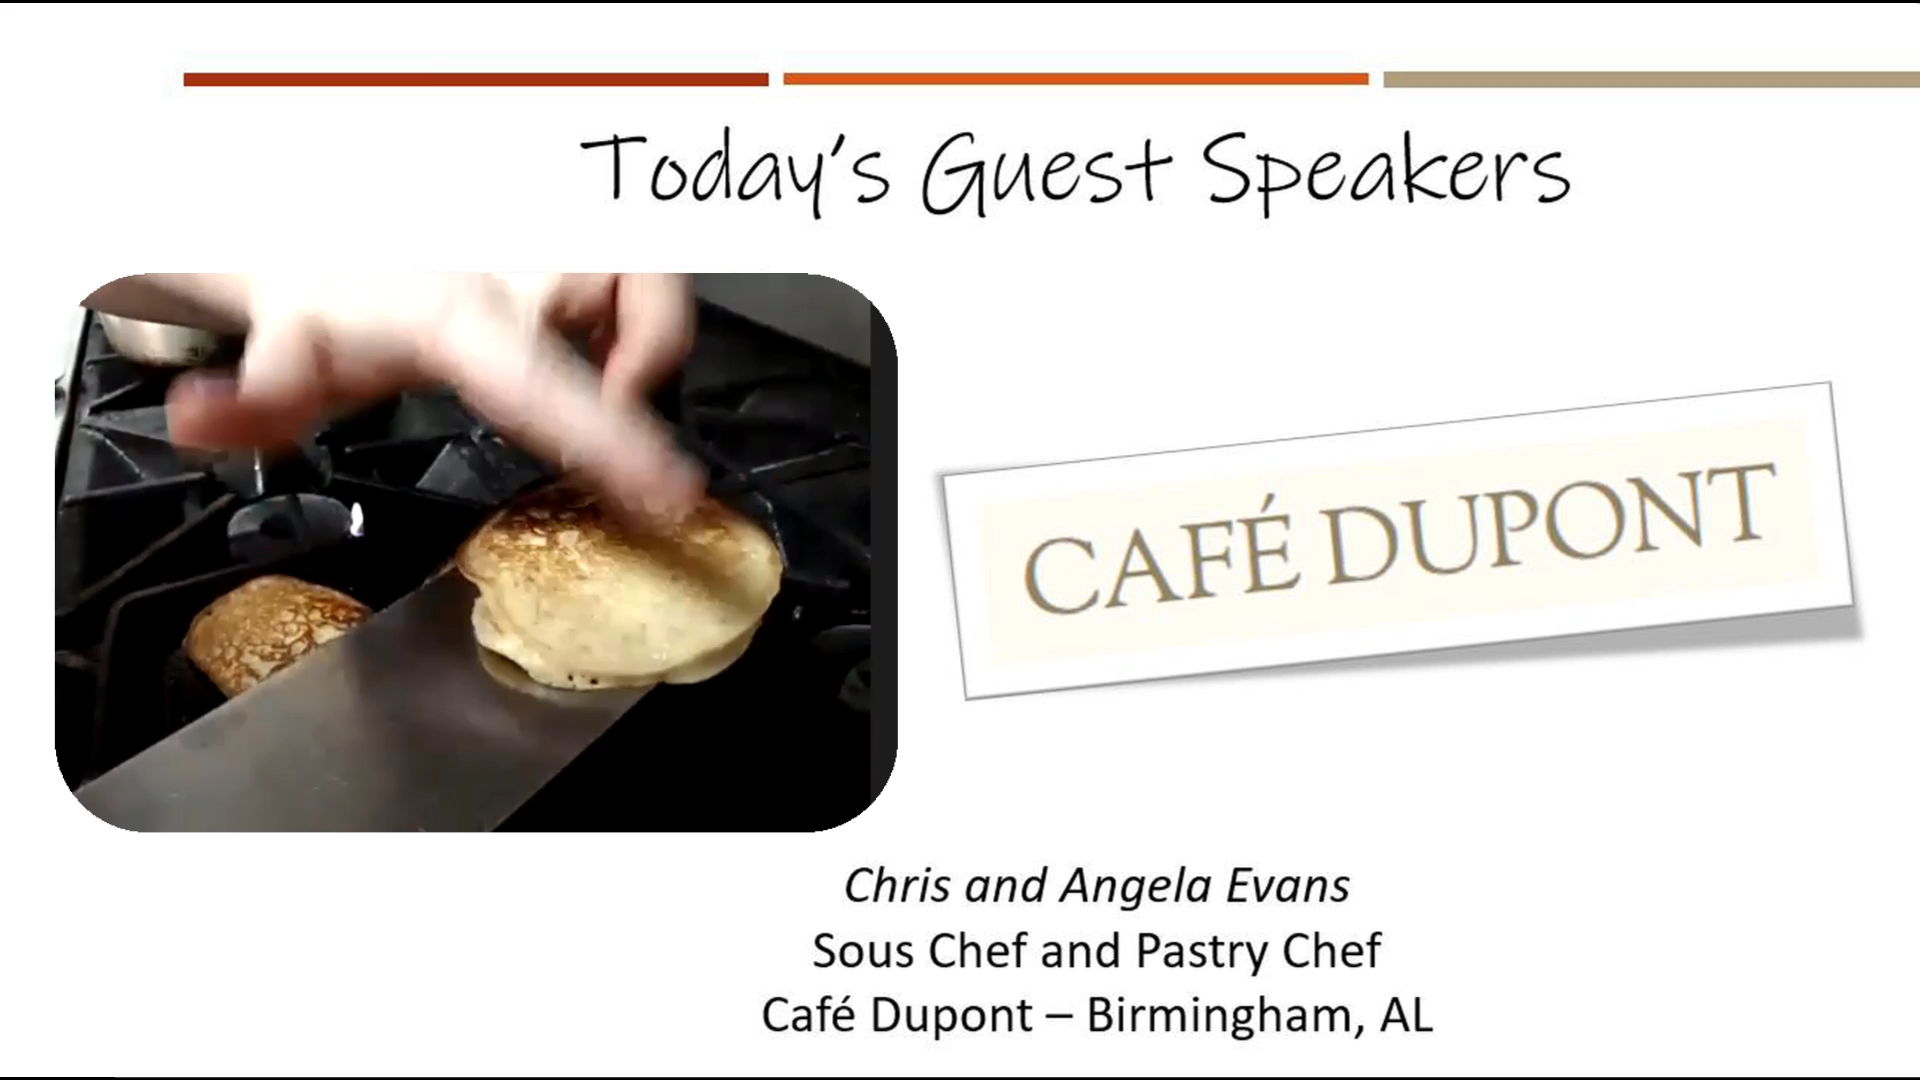 Today's Guest Speakers
CAFÉ DUPONT
Chris and Angela Evans
Sous Chef and Pastry Chef
Café Dupont – Birmingham, AL